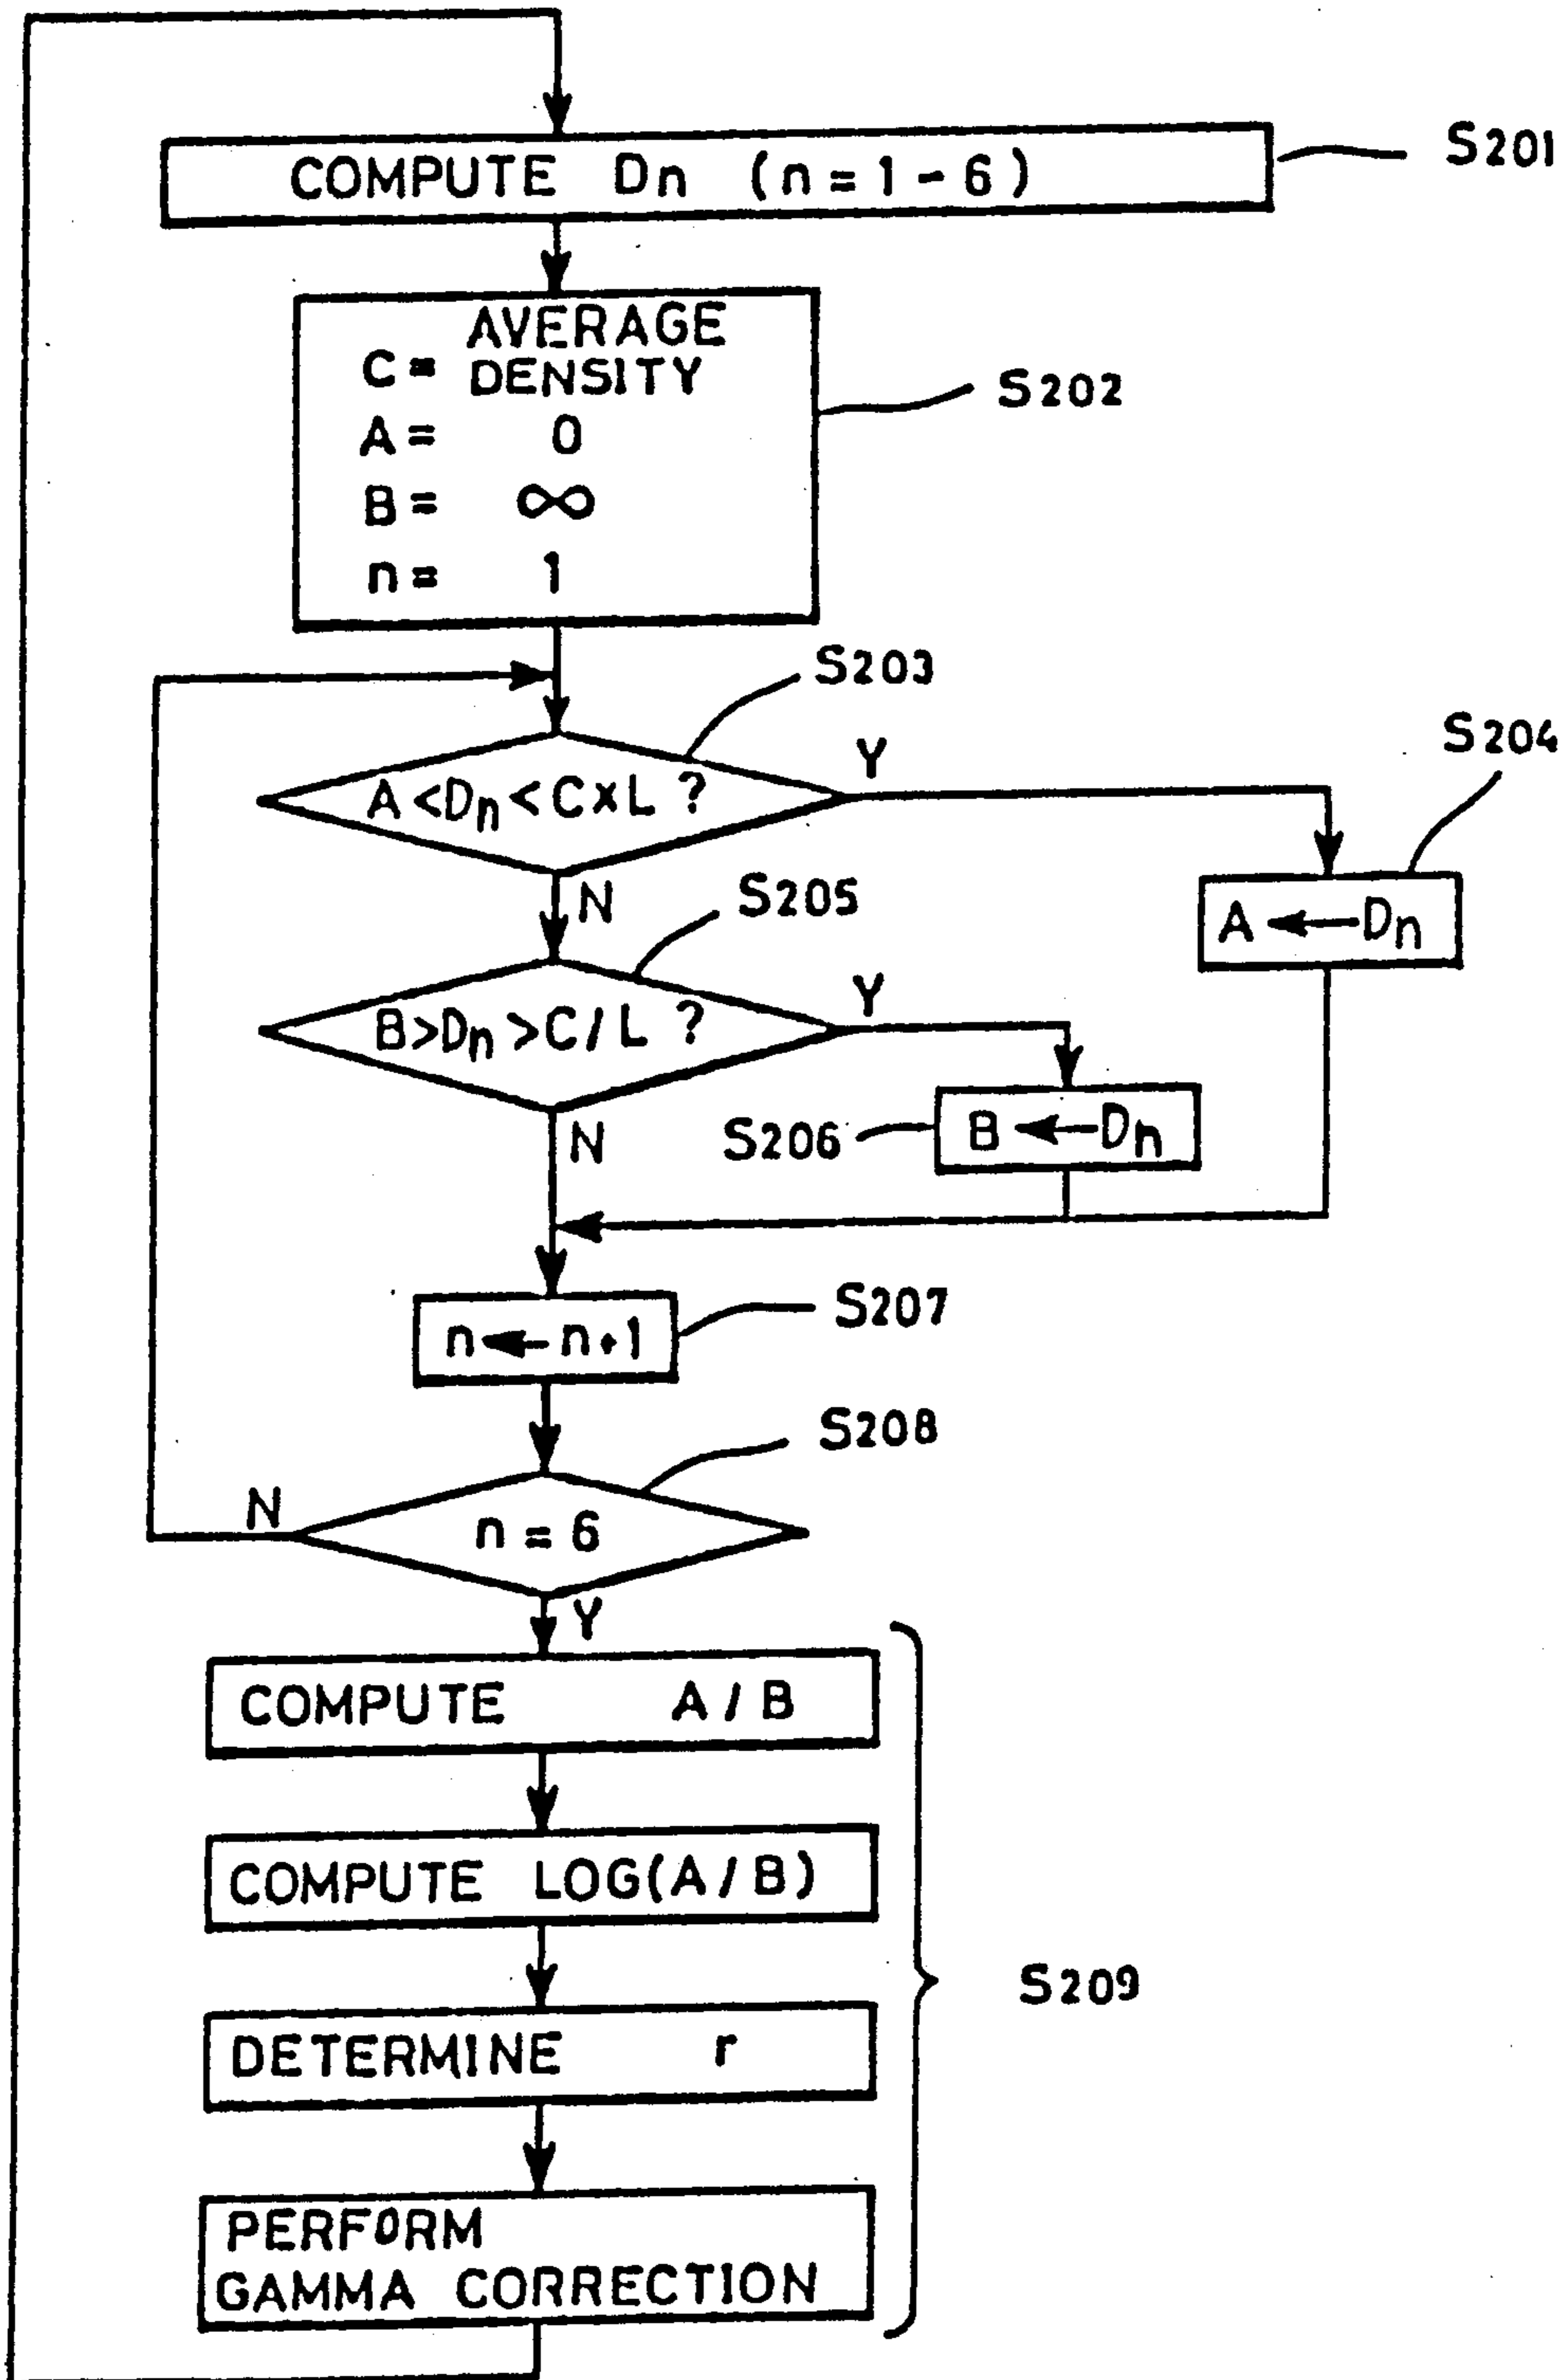 COMPUTE Dn (n = 1 - 6)
S201
AVERAGE
C = DENSITY
A = 0
B = ∞
n = 1
S202
S203
A < Dn < C x L ?
Y
S204
A ← Dn
N
S205
B > Dn > C / L ?
Y
S206
B ← Dn
N
n ← n + 1
S207
S208
n = 6
N
Y
COMPUTE A / B
COMPUTE LOG(A / B)
DETERMINE r
PERFORM
GAMMA CORRECTION
S209